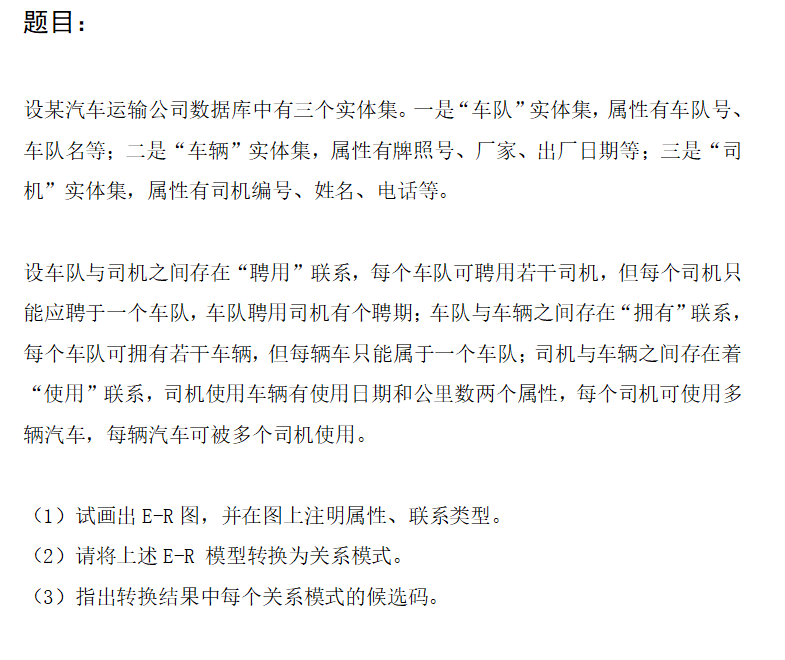 题目：
设某汽车运输公司数据库中有三个实体集。一是“车队”实体集，属性有车队号、
车队名等；二是“车辆”实体集，属性有牌照号、厂家、出厂日期等；三是“司
机”实体集，属性有司机编号、姓名、电话等。
设车队与司机之间存在“聘用”联系，每个车队可聘用若干司机，但每个司机只
能应聘于一个车队，车队聘用司机有个聘期；车队与车辆之间存在“拥有”联系，
每个车队可拥有若干车辆，但每辆车只能属于一个车队；司机与车辆之间存在着
“使用”联系，司机使用车辆有使用日期和公里数两个属性，每个司机可使用多
辆汽车，每辆汽车可被多个司机使用。
（1）试画出 E-R 图，并在图上注明属性、联系类型。
（2）请将上述 E-R 模型转换为关系模式。
（3）指出转换结果中每个关系模式的候选码。